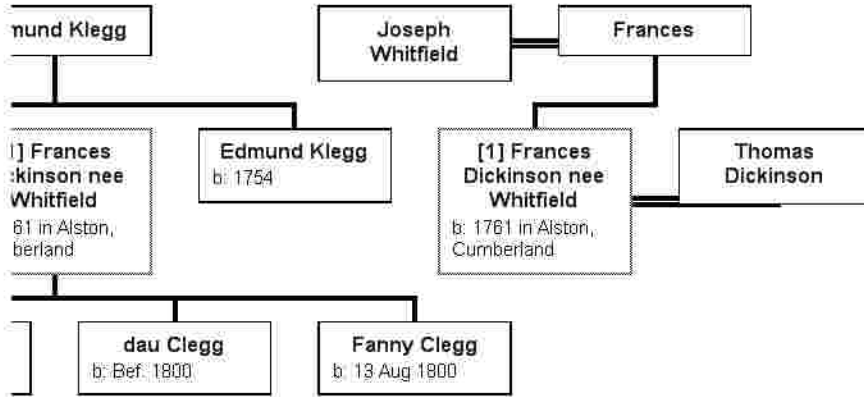 mund Klegg
Joseph
Whitfield
Frances
1] Frances
ckinson nee
Whitfield
61 in Alston,
berland
Edmund Klegg
b: 1754
[1] Frances
Dickinson nee
Whitfield
b: 1761 in Alston,
Cumberland
Thomas
Dickinson
dau Clegg
b: Bef. 1800
Fanny Clegg
b: 13 Aug 1800